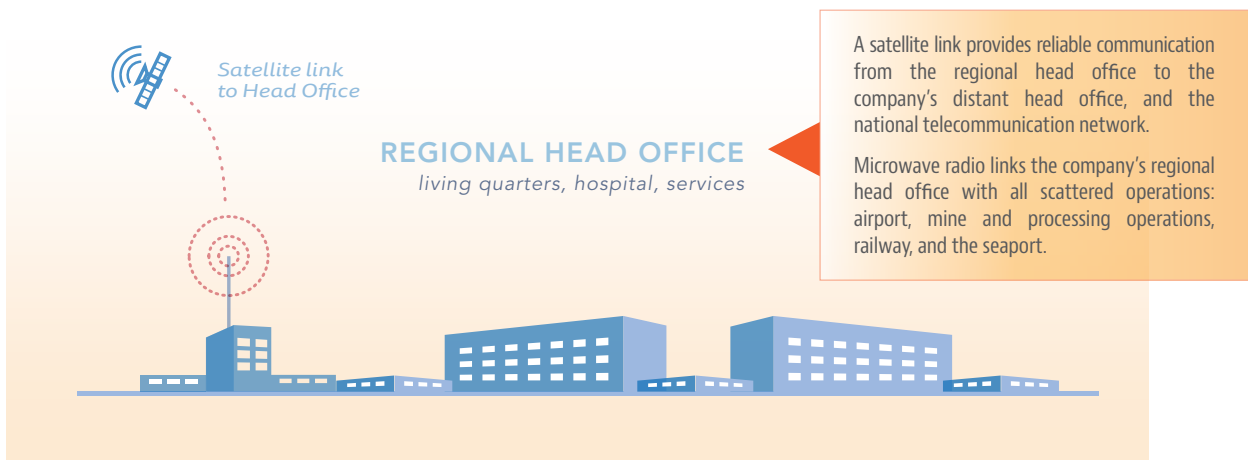 Satellite link
to Head Office
REGIONAL HEAD OFFICE
living quarters, hospital, services
A satellite link provides reliable communication
from the regional head office to the
company's distant head office, and the
national telecommunication network.
Microwave radio links the company's regional
head office with all scattered operations:
airport, mine and processing operations,
railway, and the seaport.